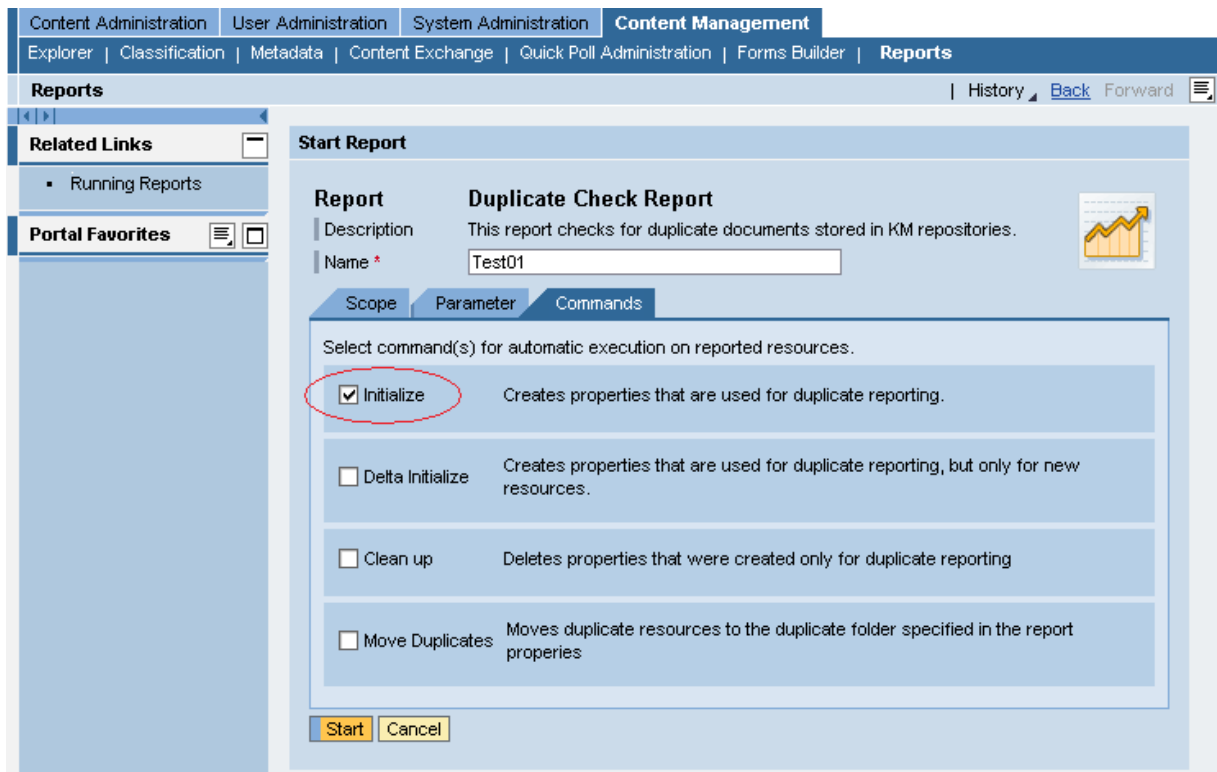 Content Administration User Administration System Administration Content Management
Explorer | Classification | Metadata | Content Exchange | Quick Poll Administration | Forms Builder | Reports
Reports | History Back Forward
Related Links
Running Reports
Portal Favorites
Start Report
Report Duplicate Check Report
Description This report checks for duplicate documents stored in KM repositories.
Name * Test01
Scope Parameter Commands
Select command(s) for automatic execution on reported resources.
Initialize Creates properties that are used for duplicate reporting.
Delta Initialize Creates properties that are used for duplicate reporting, but only for new
resources.
Clean up Deletes properties that were created only for duplicate reporting
Move Duplicates Moves duplicate resources to the duplicate folder specified in the report
properies
Start Cancel